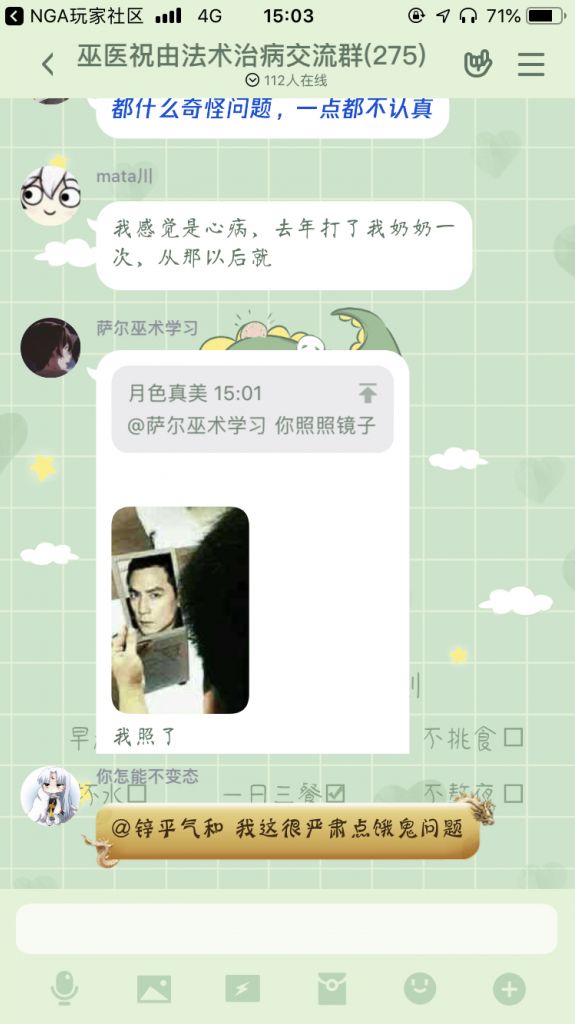 NGA玩家社区 4G 15:03 71%
巫医祝由法术治病交流群(275)
112人在线
都什么奇怪问题，一点都不认真
mata川
我感觉是心病，去年打了我奶奶一
次，从那以后就
萨尔巫术学习
月色真美 15:01
@萨尔巫术学习 你照照镜子
我照了
不挑食
你怎能不变态
杯水 一日三餐 不熬夜
@锌平气和 我这很严肃点饿鬼问题